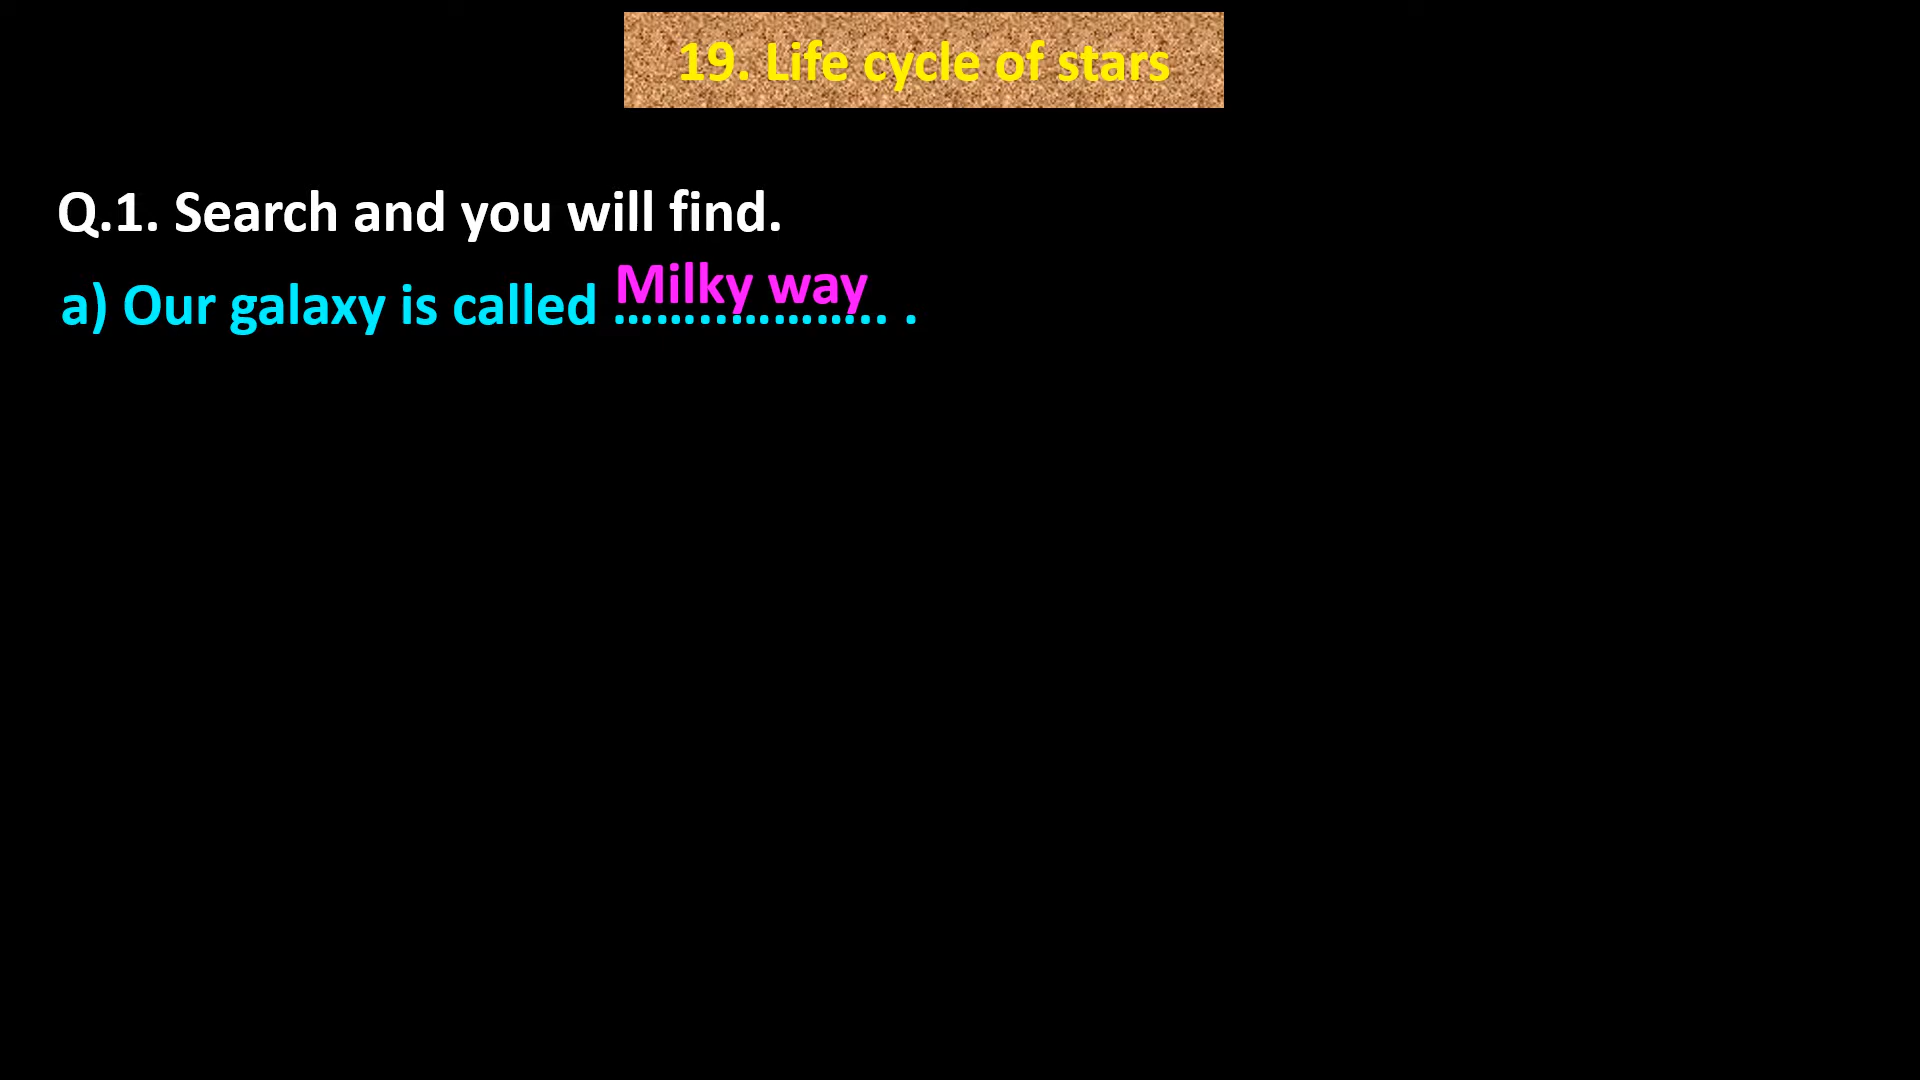 19. Life cycle of stars
Q.1. Search and you will find.
a) Our galaxy is called ………………….. .
Milky way